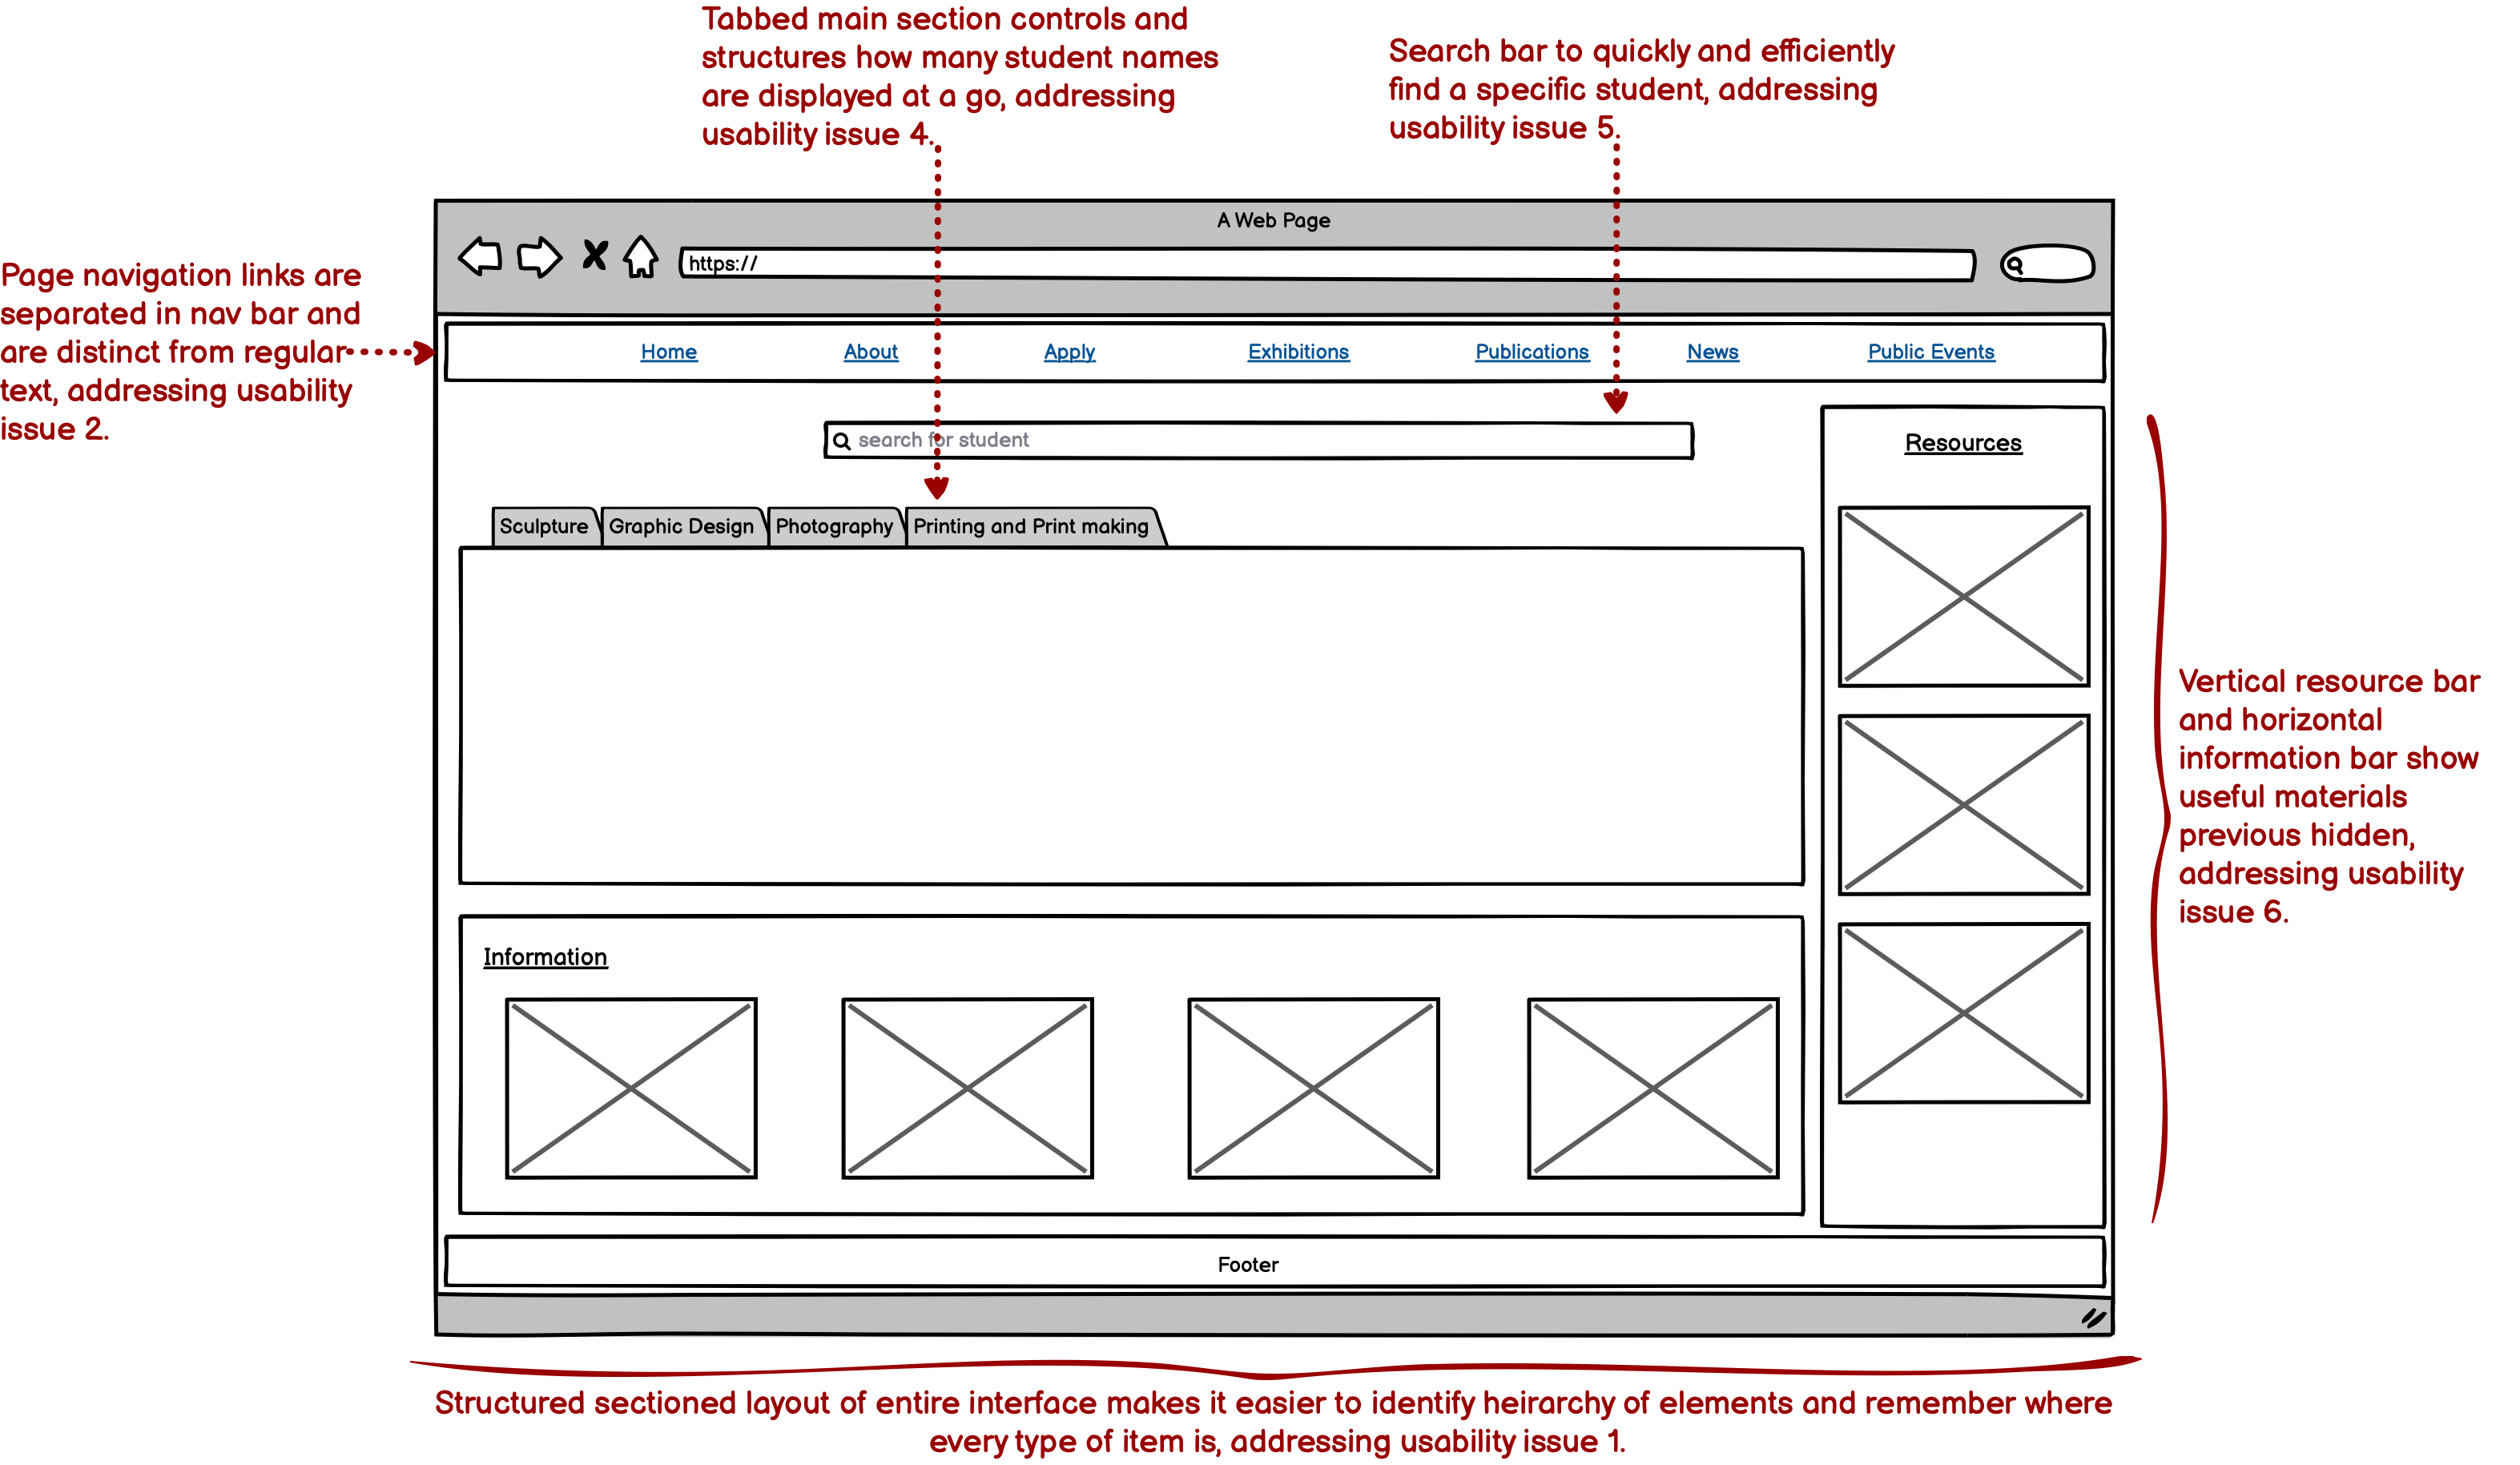 Tabbed main section controls and
structures how many student names
are displayed at a go, addressing
usability issue 4.
Search bar to quickly and efficiently
find a specific student, addressing
usability issue 5.
Page navigation links are
separated in nav bar and
are distinct from regular
text, addressing usability
issue 2.
A Web Page
https://
Home About Apply Exhibitions Publications News Public Events
search for student
Resources
Sculpture Graphic Design Photography Printing and Print making
Vertical resource bar
and horizontal
information bar show
useful materials
previous hidden,
addressing usability
issue 6.
Information
Footer
Structured sectioned layout of entire interface makes it easier to identify heirarchy of elements and remember where
every type of item is, addressing usability issue 1.